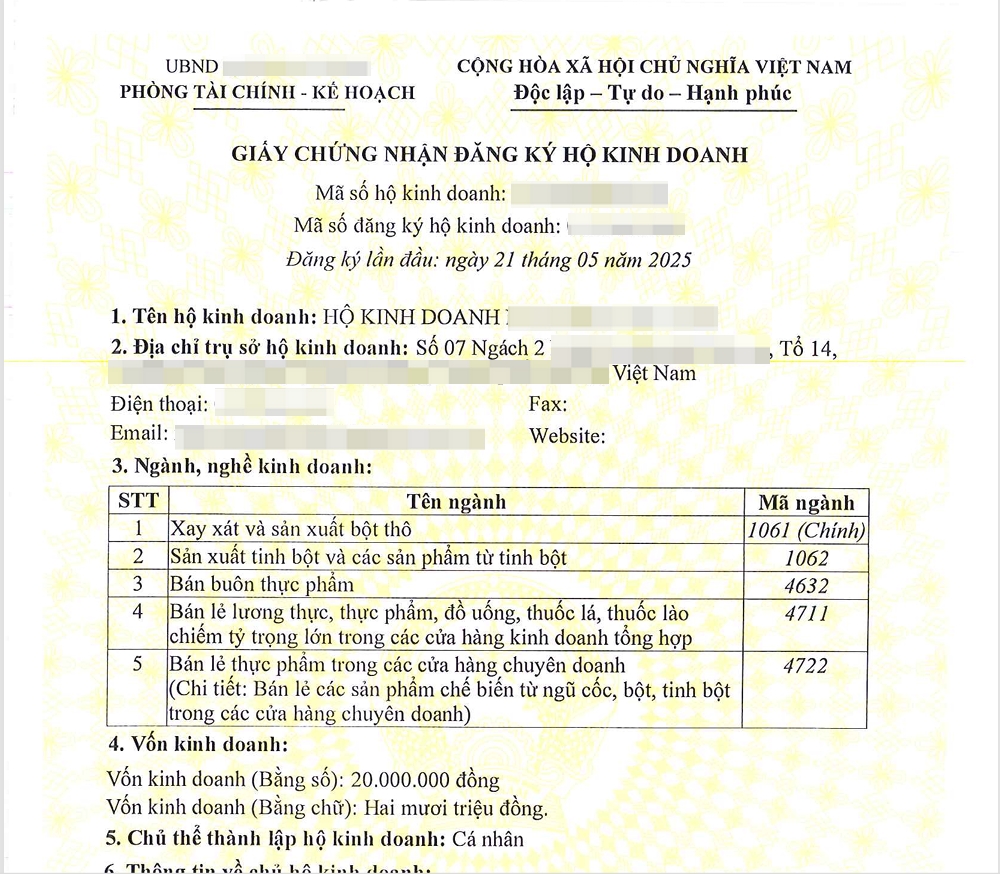 UBND
CỘNG HÒA XÃ HỘI CHỦ NGHĨA VIỆT NAM
PHÒNG TÀI CHÍNH - KẾ HOẠCH
Độc lập – Tự do – Hạnh phúc
GIẤY CHỨNG NHẬN ĐĂNG KÝ HỘ KINH DOANH
Mã số hộ kinh doanh:
Mã số đăng ký hộ kinh doanh:
Đăng ký lần đầu: ngày 21 tháng 05 năm 2025
1. Tên hộ kinh doanh: HỘ KINH DOANH
2. Địa chỉ trụ sở hộ kinh doanh: Số 07 Ngách 2 , Tổ 14,
Việt Nam
Điện thoại: Fax:
Email: Website:
3. Ngành, nghề kinh doanh:
STT Tên ngành Mã ngành
1 Xay xát và sản xuất bột thô 1061 (Chính)
2 Sản xuất tinh bột và các sản phẩm từ tinh bột 1062
3 Bán buôn thực phẩm 4632
4 Bán lẻ lương thực, thực phẩm, đồ uống, thuốc lá, thuốc lào 4711
chiếm tỷ trọng lớn trong các cửa hàng kinh doanh tổng hợp
5 Bán lẻ thực phẩm trong các cửa hàng chuyên doanh 4722
(Chi tiết: Bán lẻ các sản phẩm chế biến từ ngũ cốc, bột, tinh bột
trong các cửa hàng chuyên doanh)
4. Vốn kinh doanh:
Vốn kinh doanh (Bằng số): 20.000.000 đồng
Vốn kinh doanh (Bằng chữ): Hai mươi triệu đồng.
5. Chủ thể thành lập hộ kinh doanh: Cá nhân
6. Thông tin về chủ hộ kinh doanh: